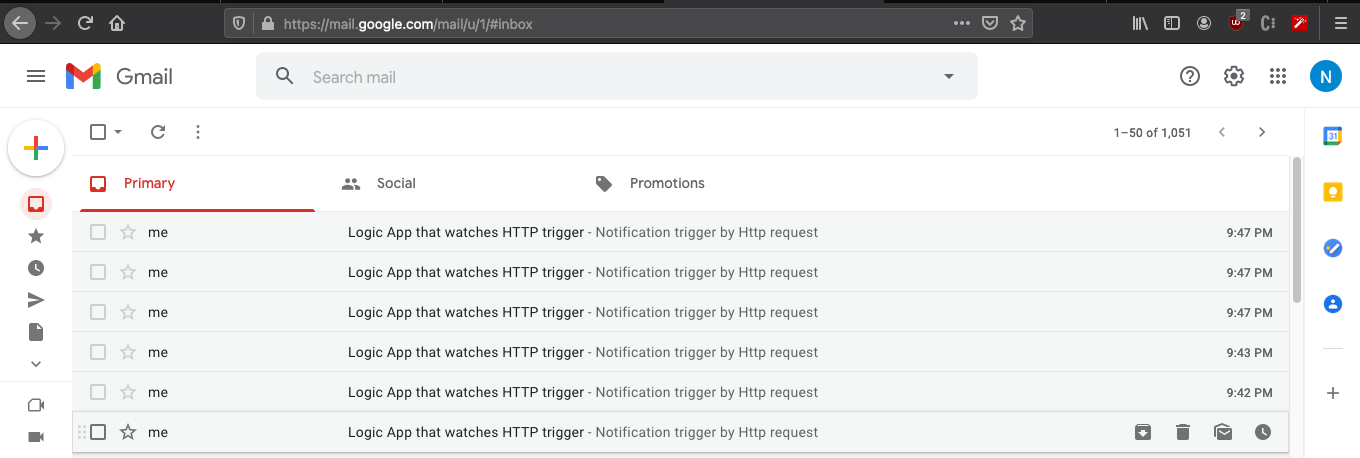 https://mail.google.com/mail/u/1/#inbox
2
Gmail
Search mail
N
1–50 of 1,051
31
Primary Social Promotions
me Logic App that watches HTTP trigger - Notification trigger by Http request 9:47 PM
me Logic App that watches HTTP trigger - Notification trigger by Http request 9:47 PM
me Logic App that watches HTTP trigger - Notification trigger by Http request 9:47 PM
me Logic App that watches HTTP trigger - Notification trigger by Http request 9:43 PM
me Logic App that watches HTTP trigger - Notification trigger by Http request 9:42 PM
me Logic App that watches HTTP trigger - Notification trigger by Http request